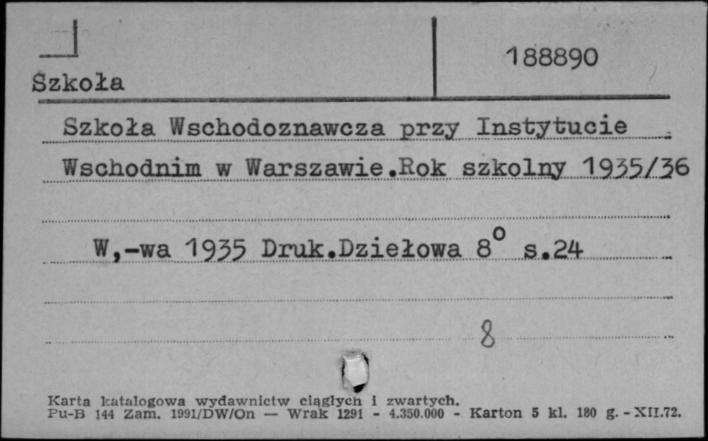 188890
Szkoła
Szkoła Wschodoznawcza przy Instytucie
Wschodnim w Warszawie.Rok szkolny 1935/36
W,-wa 1935 Druk.Dziełowa 8° s.24
8
Karta katalogowa wydawnictw ciągłych i zwartych.
Pu-B 144 Zam. 1991/DW/On — Wrak 1291 - 4.350.000 - Karton 5 kl. 180 g. - XII.72.